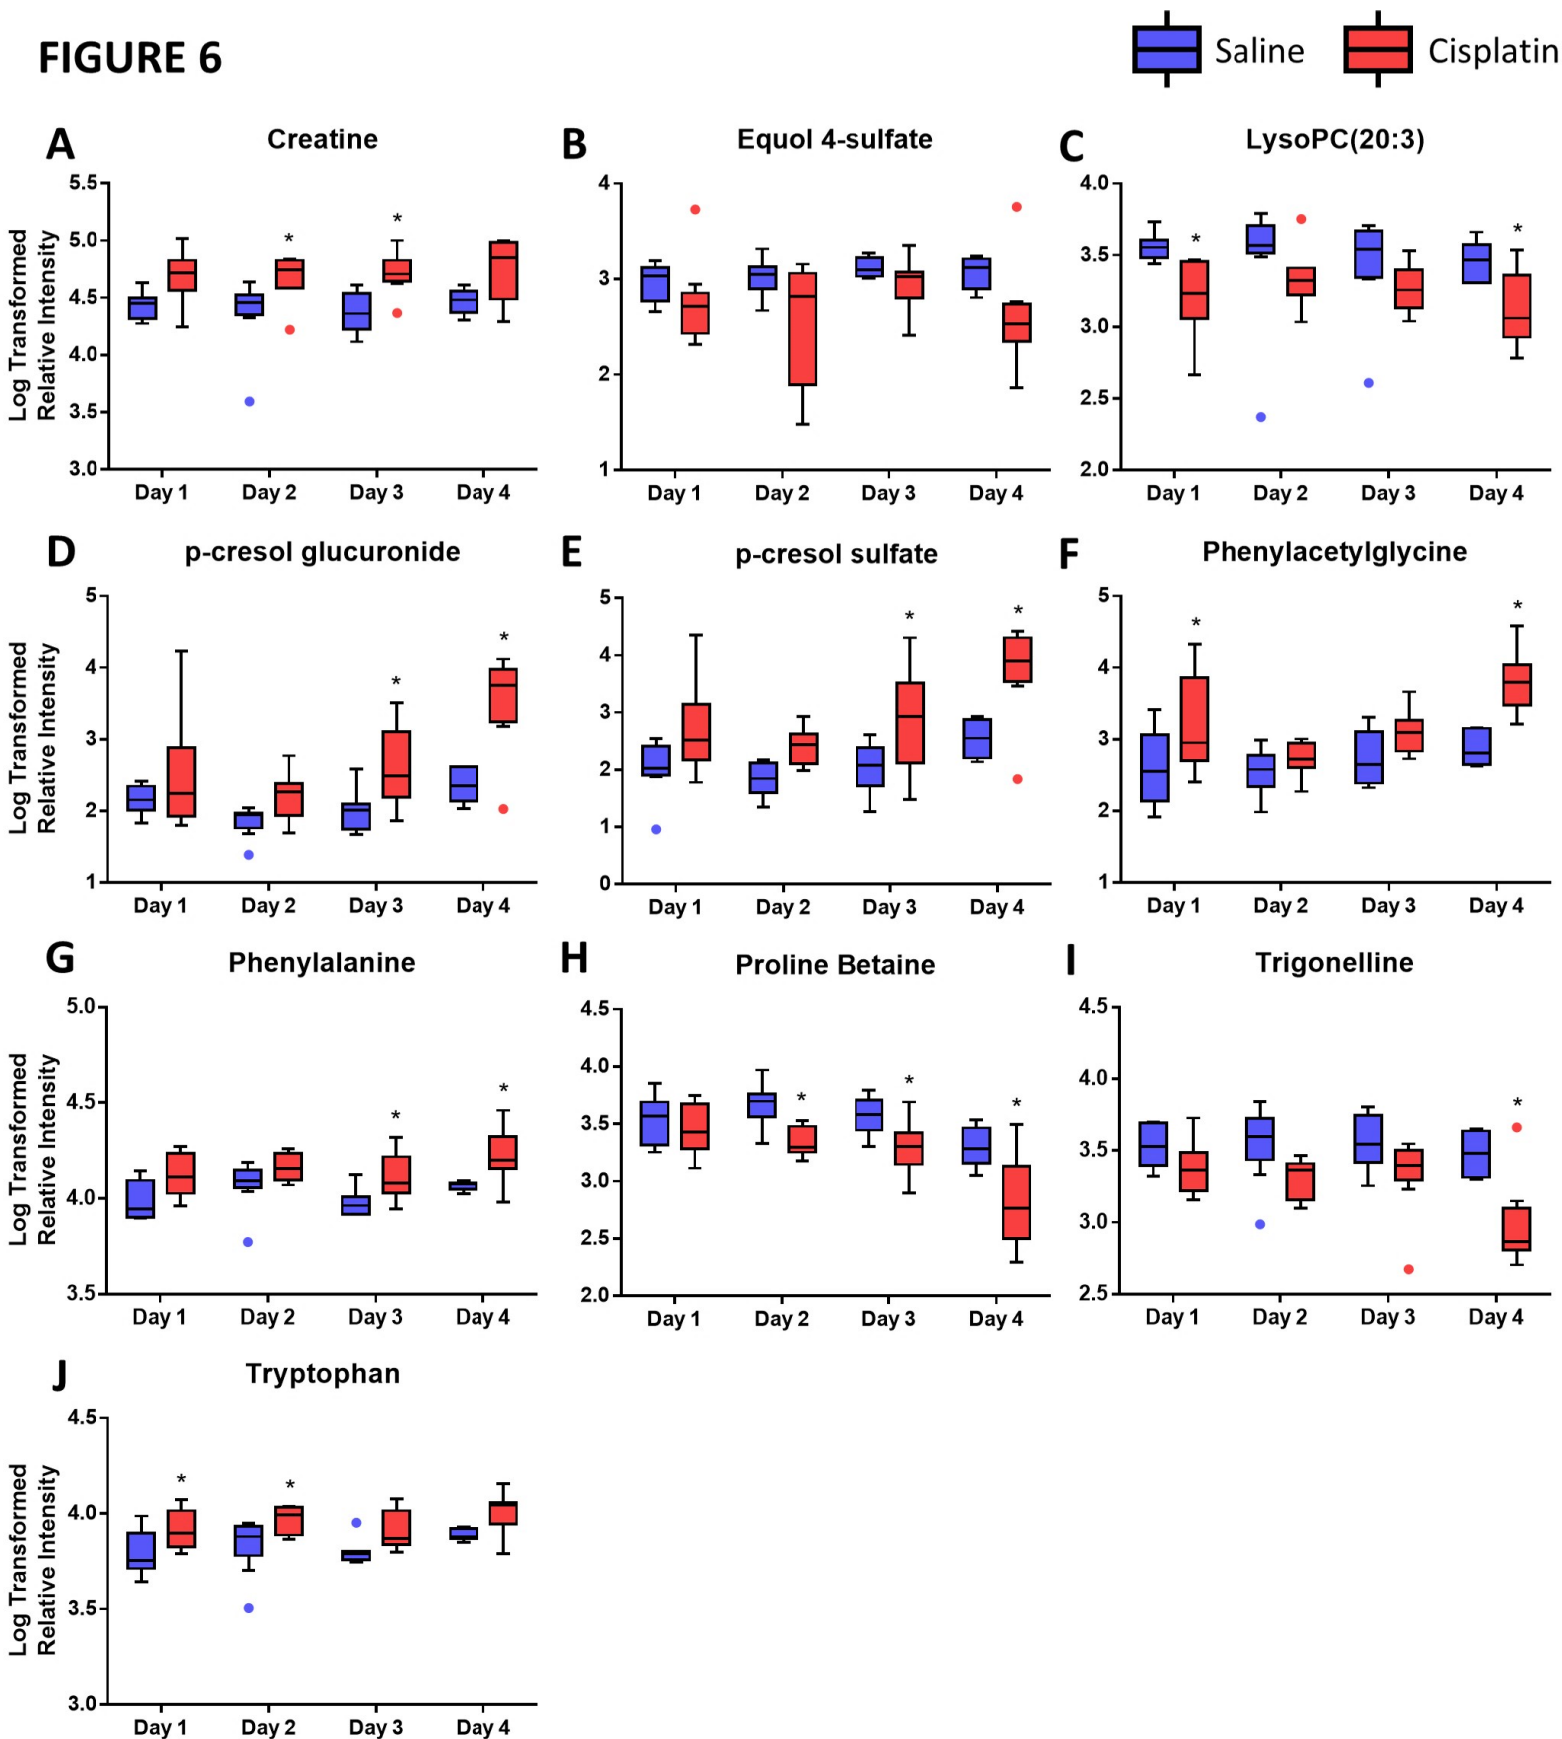 FIGURE 6
Saline
Cisplatin
A
Creatine
Log Transformed
Relative Intensity
5.5
5.0
4.5
4.0
3.5
3.0
*
*
Day 1 Day 2 Day 3 Day 4
B
Equol 4-sulfate
4
3
2
1
Day 1 Day 2 Day 3 Day 4
C
LysoPC(20:3)
4.0
3.5
3.0
2.5
2.0
*
*
Day 1 Day 2 Day 3 Day 4
D
p-cresol glucuronide
Log Transformed
Relative Intensity
5
4
3
2
1
*
*
Day 1 Day 2 Day 3 Day 4
E
p-cresol sulfate
5
4
3
2
1
0
*
*
Day 1 Day 2 Day 3 Day 4
F
Phenylacetylglycine
5
4
3
2
1
*
*
Day 1 Day 2 Day 3 Day 4
G
Phenylalanine
Log Transformed
Relative Intensity
5.0
4.5
4.0
3.5
*
*
Day 1 Day 2 Day 3 Day 4
H
Proline Betaine
4.5
4.0
3.5
3.0
2.5
2.0
*
*
*
Day 1 Day 2 Day 3 Day 4
I
Trigonelline
4.5
4.0
3.5
3.0
2.5
*
Day 1 Day 2 Day 3 Day 4
J
Tryptophan
Log Transformed
Relative Intensity
4.5
4.0
3.5
3.0
*
*
Day 1 Day 2 Day 3 Day 4